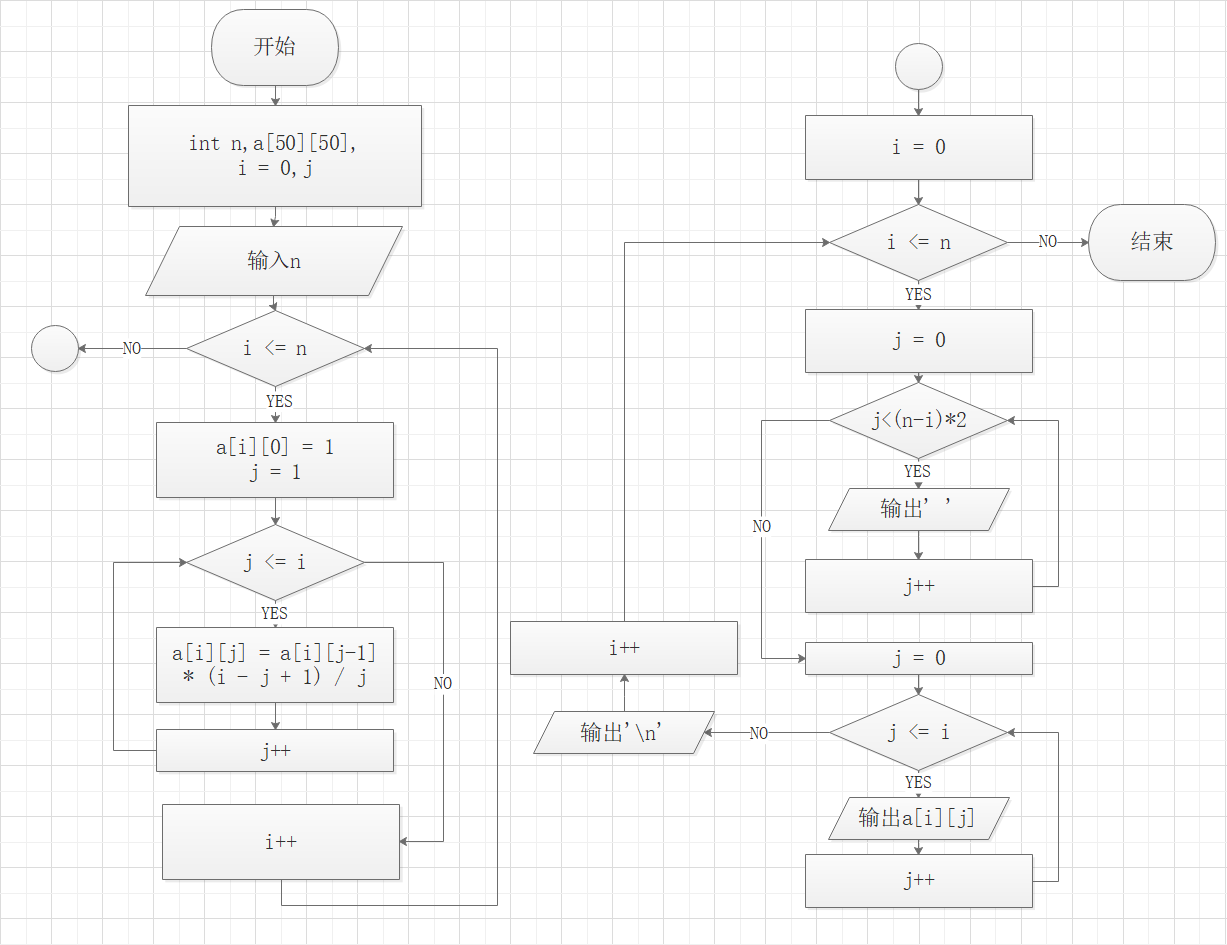 开始
int n,a[50][50],
i = 0,j
输入n
i <= n
NO
YES
a[i][0] = 1
j = 1
j <= i
YES
NO
a[i][j] = a[i][j-1]
* (i - j + 1) / j
j++
i++
i = 0
i <= n
NO
结束
YES
j = 0
j<(n-i)*2
YES
NO
输出' '
j++
j = 0
j <= i
NO
YES
输出a[i][j]
j++
输出'\n'
i++